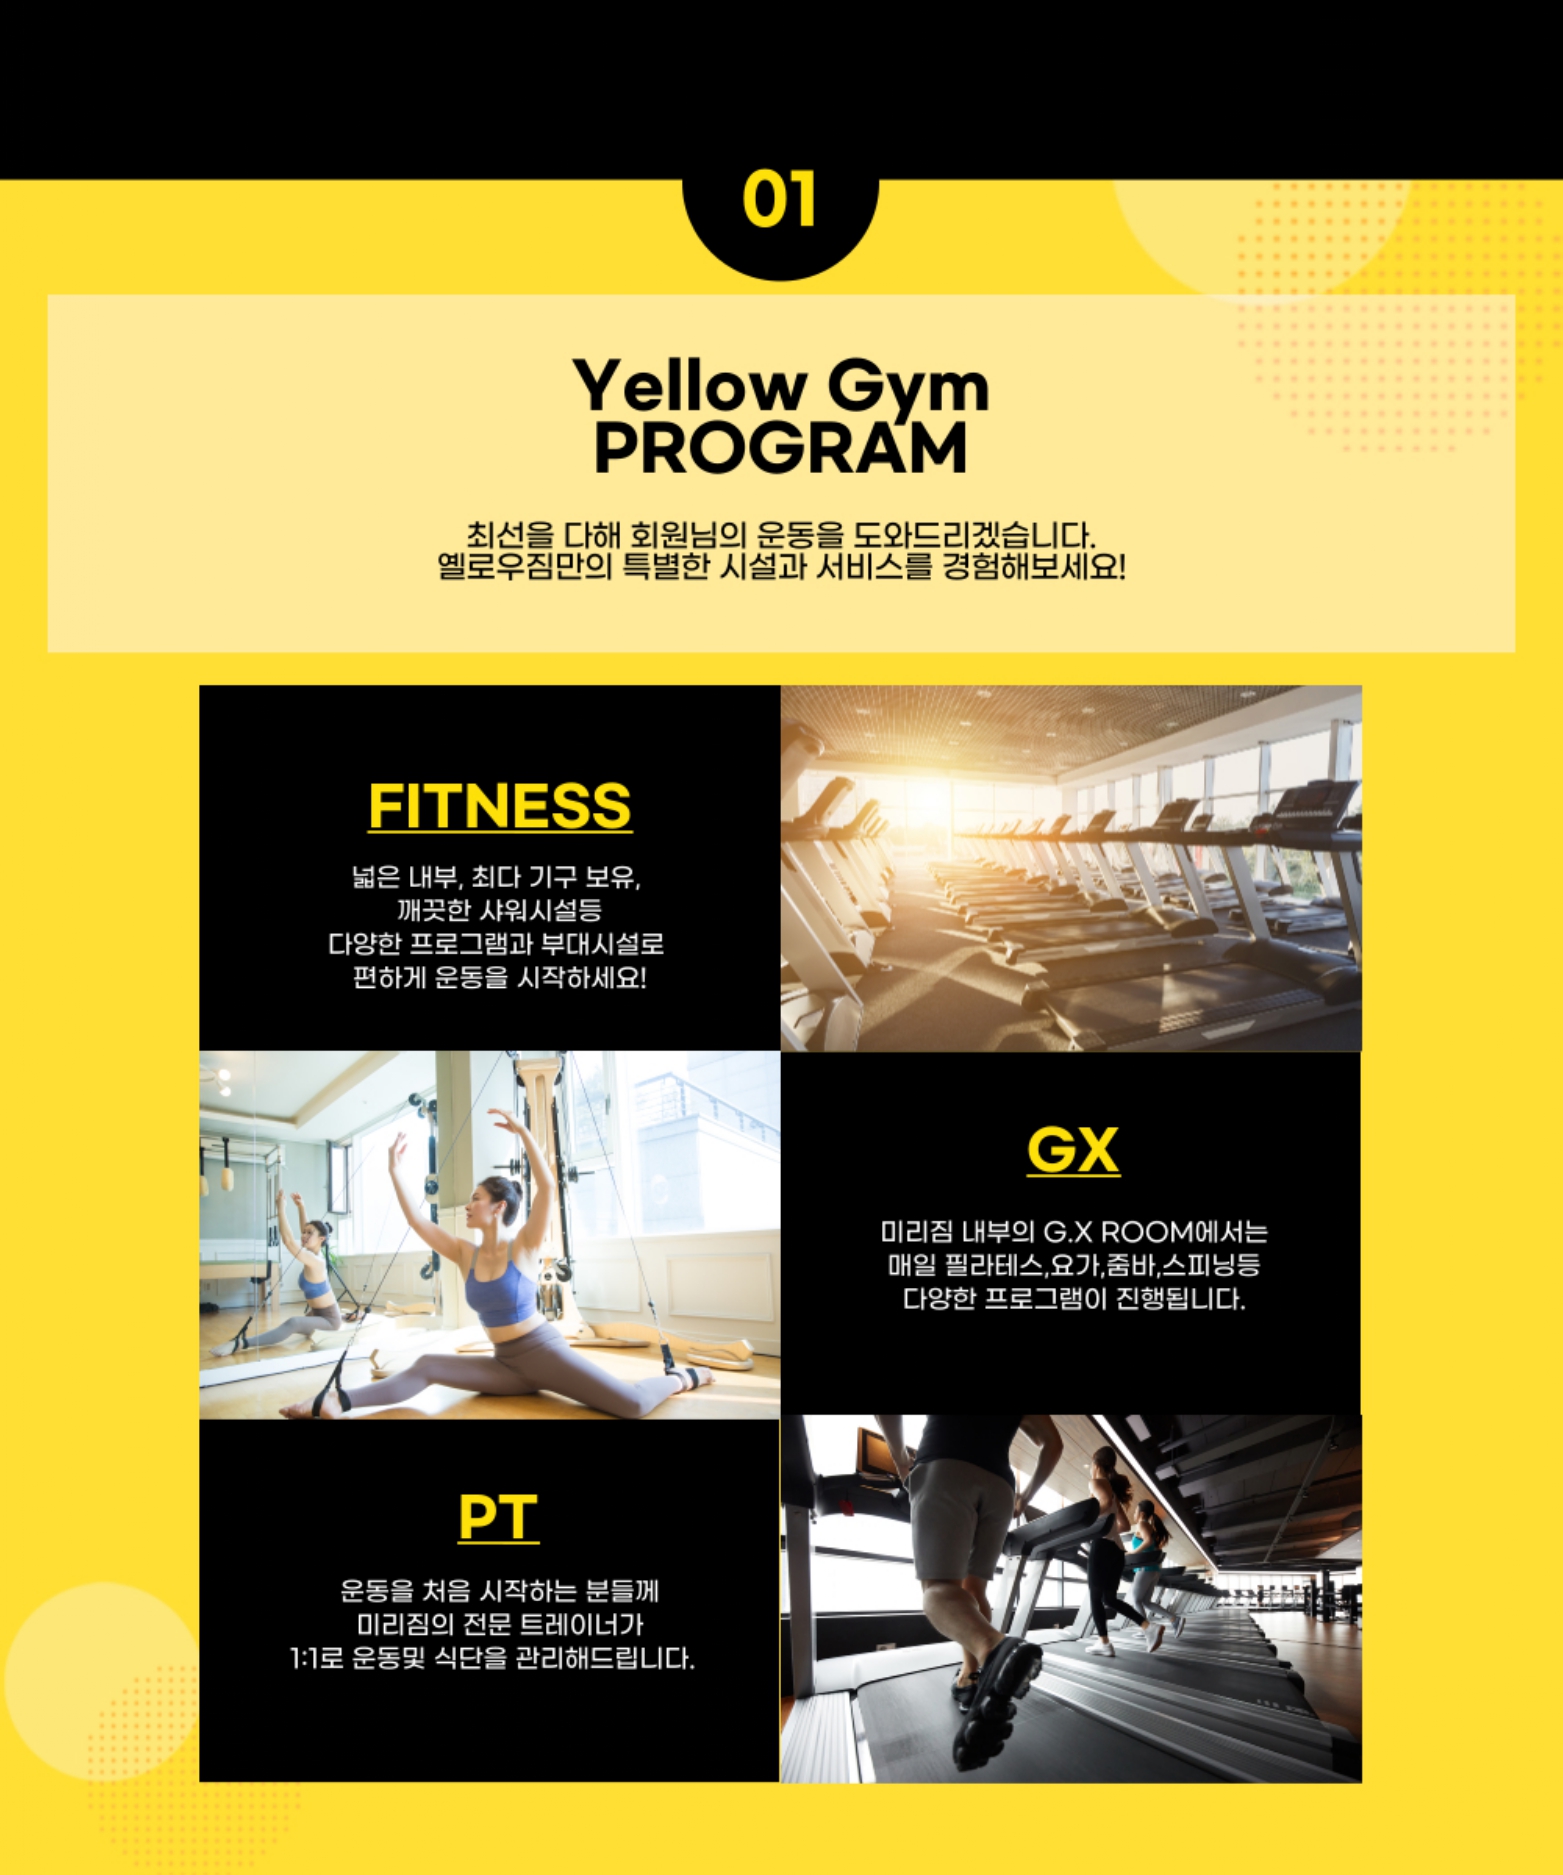 01
Yellow Gym
PROGRAM
최선을 다해 회원님의 운동을 도와드리겠습니다.
옐로우짐만의 특별한 시설과 서비스를 경험해보세요!
FITNESS
넓은 내부, 최다 기구 보유,
깨끗한 샤워시설등
다양한 프로그램과 부대시설로
편하게 운동을 시작하세요!
GX
미리짐 내부의 G.X ROOM에서는
매일 필라테스,요가,줌바,스피닝등
다양한 프로그램이 진행됩니다.
PT
운동을 처음 시작하는 분들께
미리짐의 전문 트레이너가
1:1로 운동및 식단을 관리해드립니다.